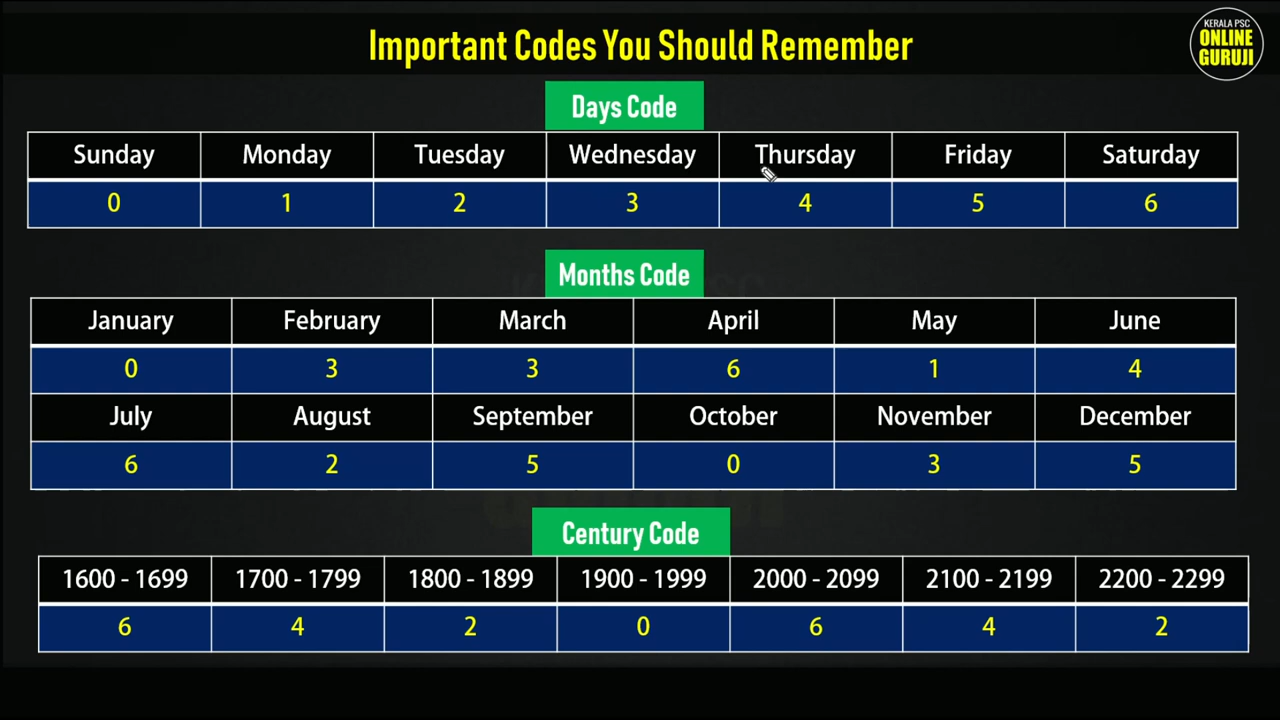 Important Codes You Should Remember
KERALA PSC
ONLINE
GURUJI
Days Code
Sunday Monday Tuesday Wednesday Thursday Friday Saturday
0 1 2 3 4 5 6
Months Code
January February March April May June
0 3 3 6 1 4
July August September October November December
6 2 5 0 3 5
Century Code
1600 - 1699 1700 - 1799 1800 - 1899 1900 - 1999 2000 - 2099 2100 - 2199 2200 - 2299
6 4 2 0 6 4 2